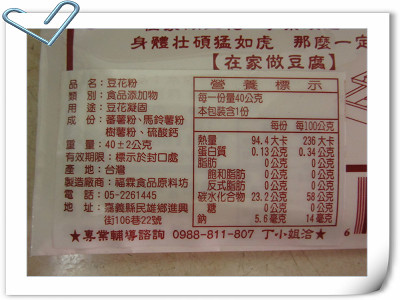 身體壯碩猛如虎 那麼一定
【在家做豆腐】
品 名：豆花粉
類 別：食品添加物
用 途：豆花凝固
成 份：蕃薯粉、馬鈴薯粉
樹薯粉、硫酸鈣
重 量：40±2公克
有效期限：標示於封口處
產 地：台灣
製造廠商：福霖食品原料坊
電 話：05-2261445
地 址：嘉義縣民雄鄉進興
街106巷22號
營養標示
每一份量40公克
本包裝含1份
每份 每100公克
熱量 94.4大卡 236大卡
蛋白質 0.13公克 0.34公克
脂肪 0公克 0公克
飽和脂肪 0公克 0公克
反式脂肪 0公克 0公克
碳水化合物 23.2公克 58公克
糖 0公克 0公克
鈉 5.6毫克 14毫克
★專業輔導諮詢 0988-811-807 丁小姐洽★
6